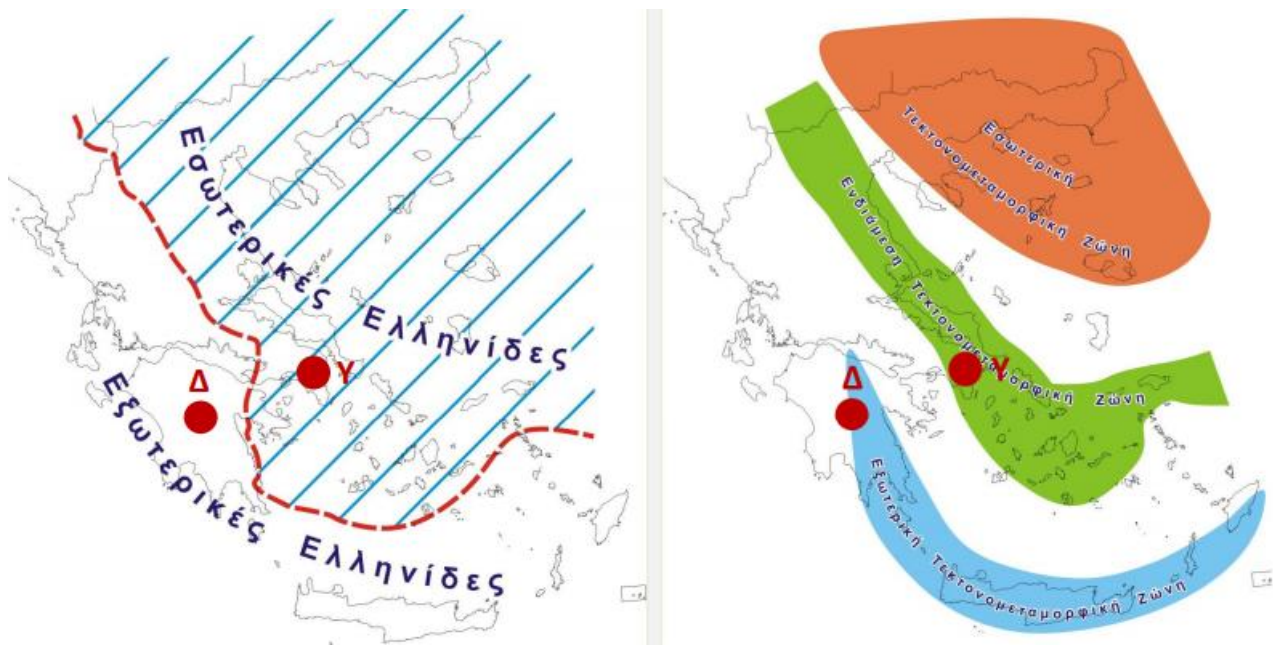 Εσωτερικές Ελληνίδες
Εξωτερικές Ελληνίδες
Δ
Υ
Εσωτερική
Τεκτονομεταμορφική Ζώνη
Ενδιάμεση Τεκτονομεταμορφική Ζώνη
Εξωτερική Τεκτονομεταμορφική Ζώνη
Δ
Υ